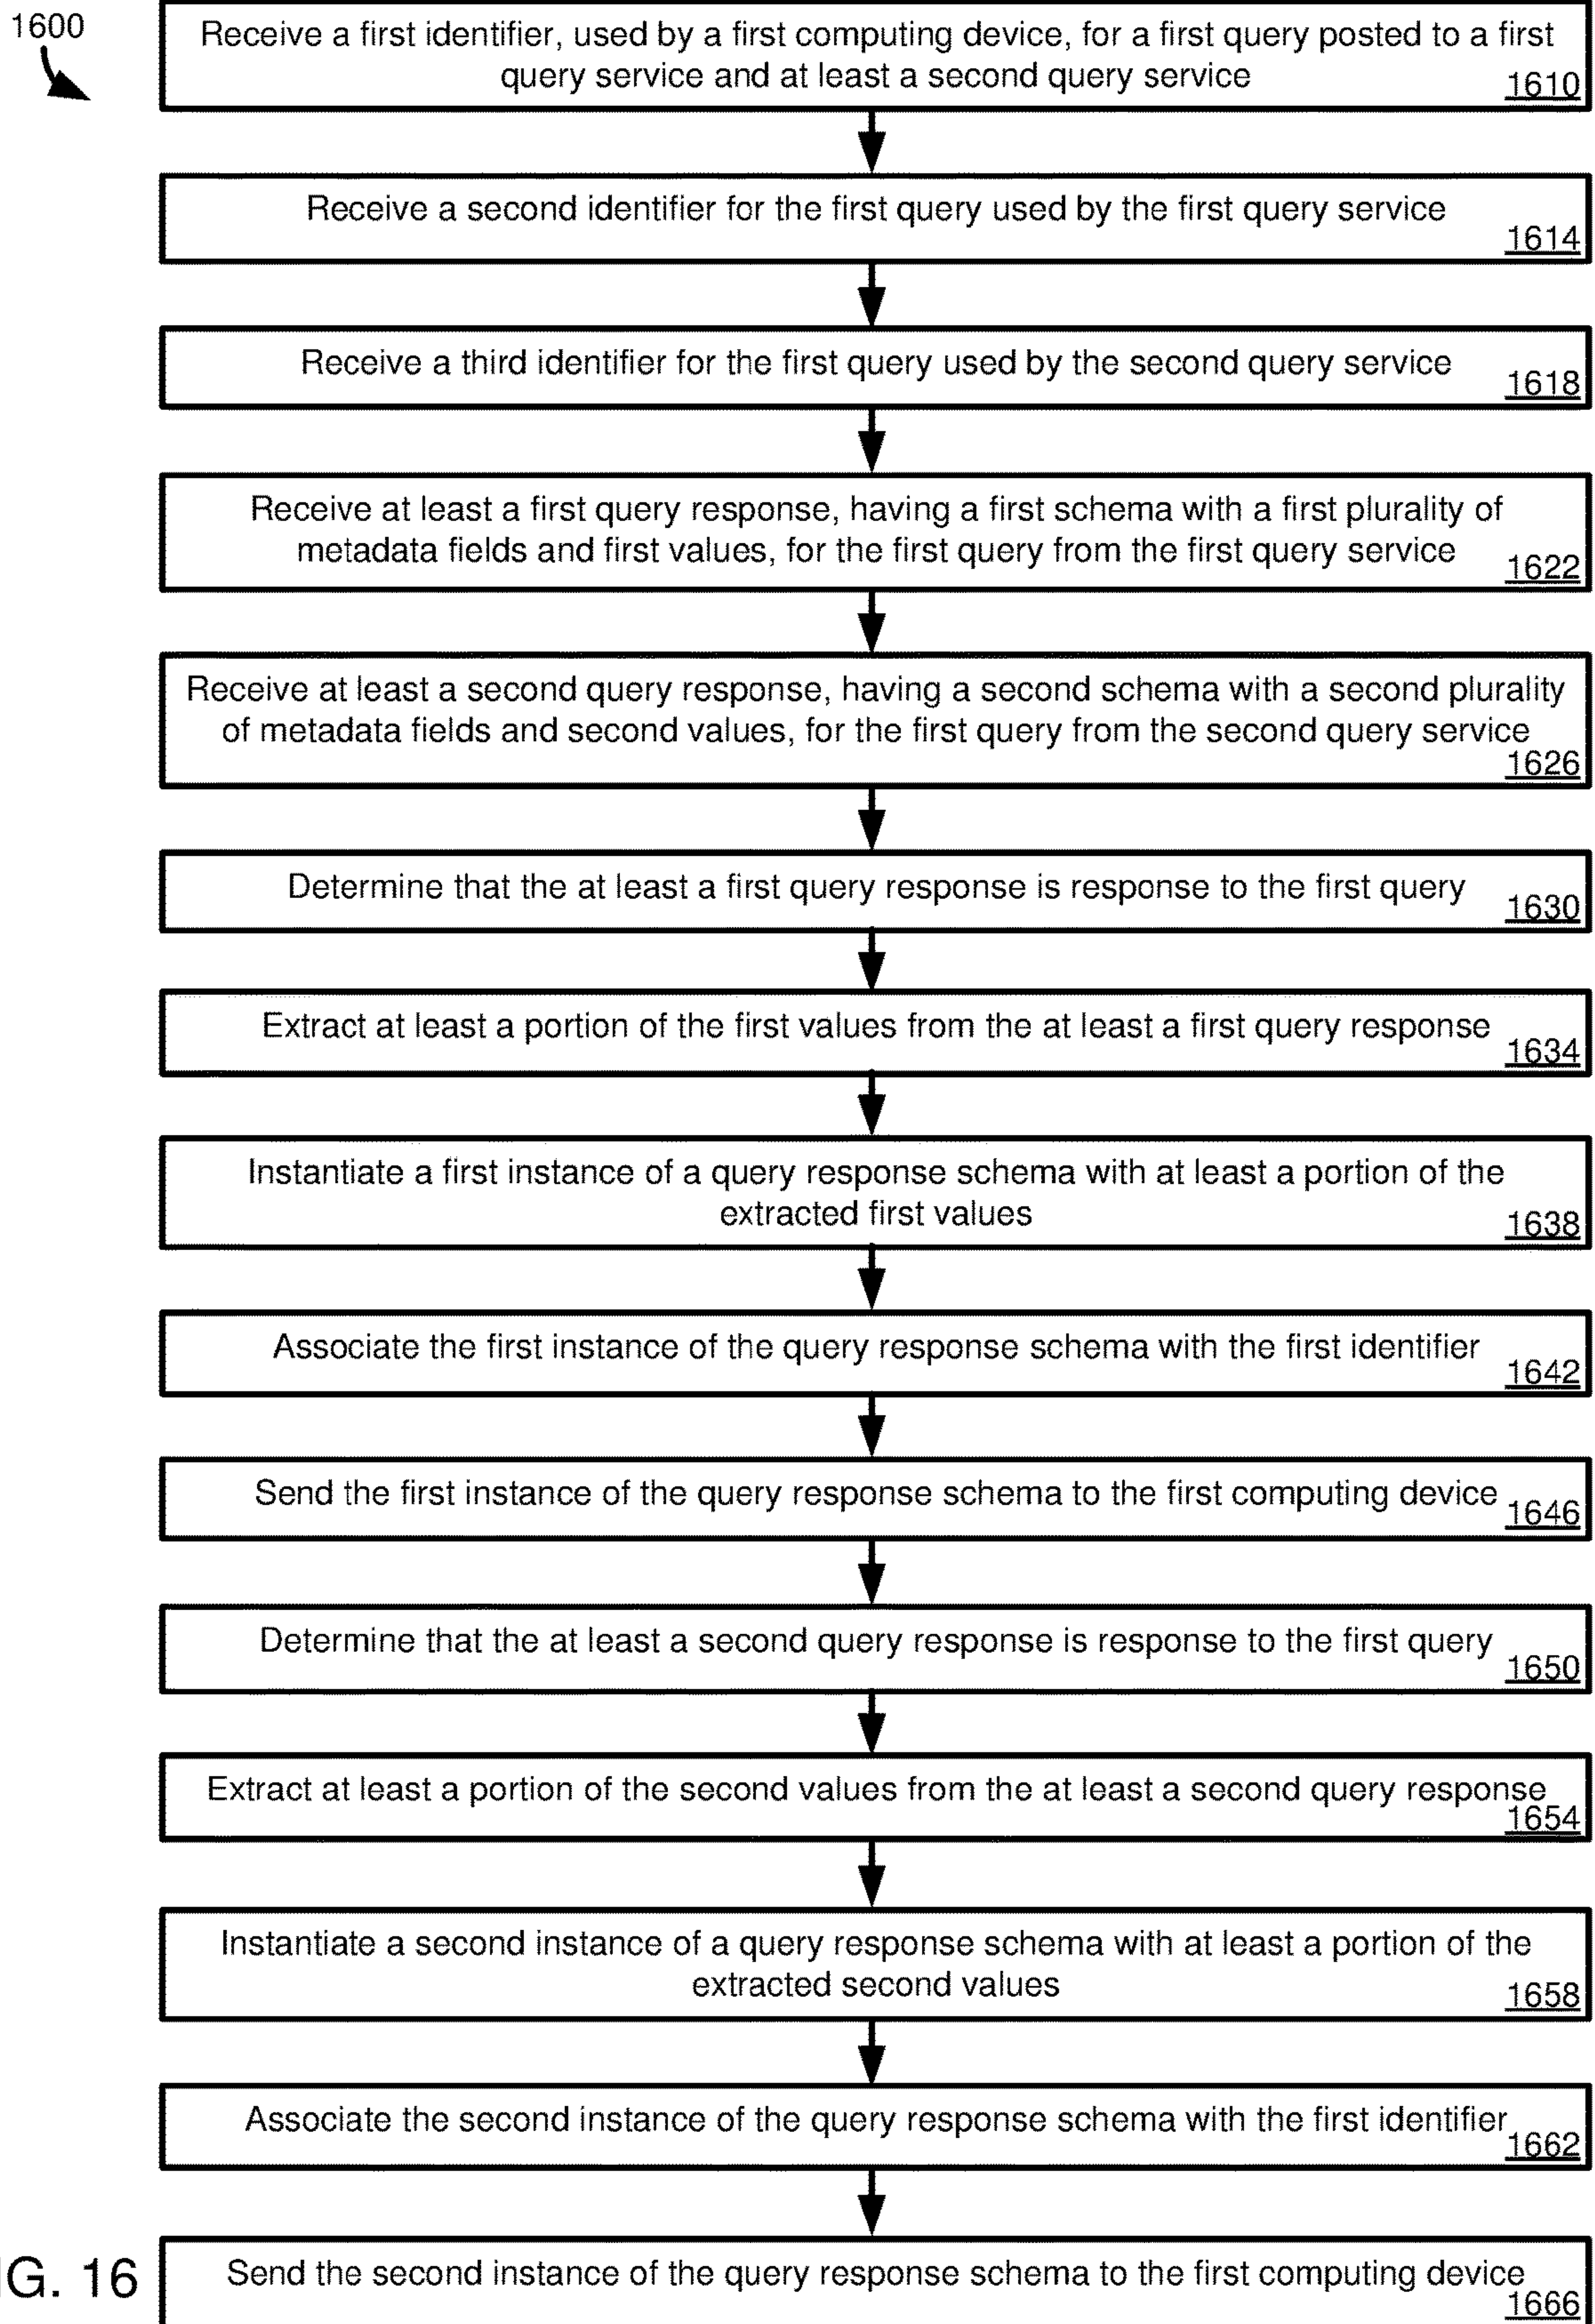 1600
Receive a first identifier, used by a first computing device, for a first query posted to a first
query service and at least a second query service
1610
Receive a second identifier for the first query used by the first query service
1614
Receive a third identifier for the first query used by the second query service
1618
Receive at least a first query response, having a first schema with a first plurality of
metadata fields and first values, for the first query from the first query service
1622
Receive at least a second query response, having a second schema with a second plurality
of metadata fields and second values, for the first query from the second query service
1626
Determine that the at least a first query response is response to the first query
1630
Extract at least a portion of the first values from the at least a first query response
1634
Instantiate a first instance of a query response schema with at least a portion of the
extracted first values
1638
Associate the first instance of the query response schema with the first identifier
1642
Send the first instance of the query response schema to the first computing device
1646
Determine that the at least a second query response is response to the first query
1650
Extract at least a portion of the second values from the at least a second query response
1654
Instantiate a second instance of a query response schema with at least a portion of the
extracted second values
1658
Associate the second instance of the query response schema with the first identifier
1662
Send the second instance of the query response schema to the first computing device
1666
G. 16